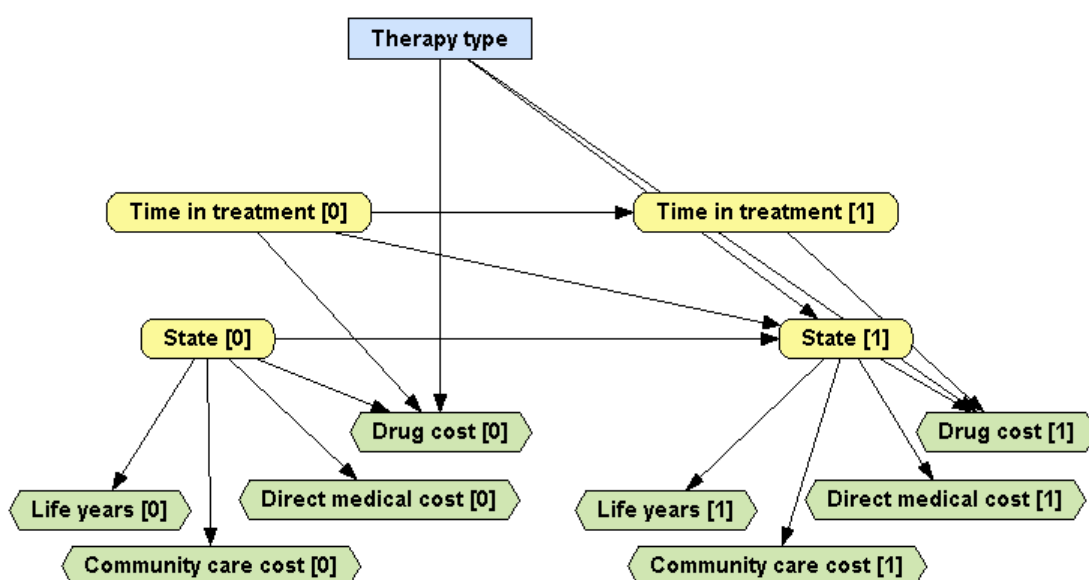 Therapy type
Time in treatment [0]
Time in treatment [1]
State [0]
State [1]
Drug cost [0]
Drug cost [1]
Life years [0]
Direct medical cost [0]
Life years [1]
Direct medical cost [1]
Community care cost [0]
Community care cost [1]